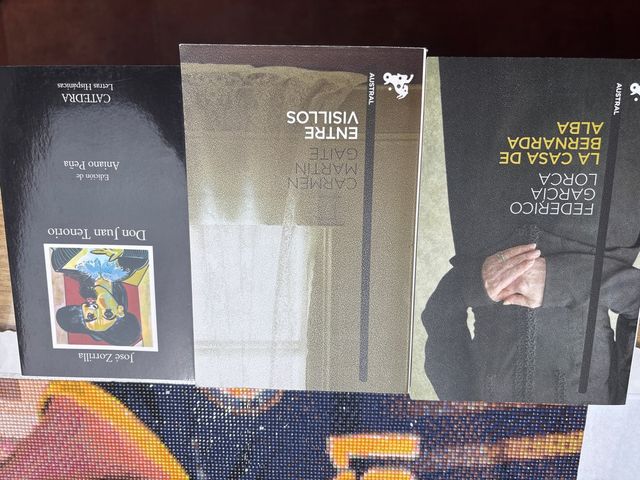 José Zorrilla
Don Juan Tenorio
Edición de
Aniano Peña
CATEDRA
Letras Hispánicas
CARMEN
MARTÍN
GAITE
ENTRE
VISILLOS
AUSTRAL
FEDERICO
GARCÍA
LORCA
LA CASA DE
BERNARDA
ALBA
AUSTRAL